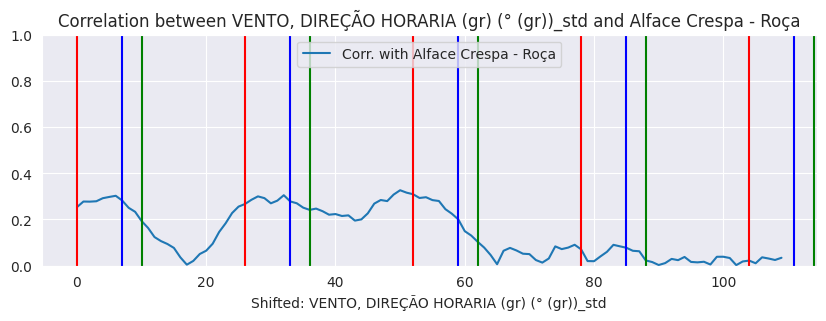 Correlation between VENTO, DIREÇÃO HORARIA (gr) (° (gr))_std and Alface Crespa - Roça
1.0
Corr. with Alface Crespa - Roça
0.8
0.6
0.4
0.2
0.0
0 20 40 60 80 100
Shifted: VENTO, DIREÇÃO HORARIA (gr) (° (gr))_std